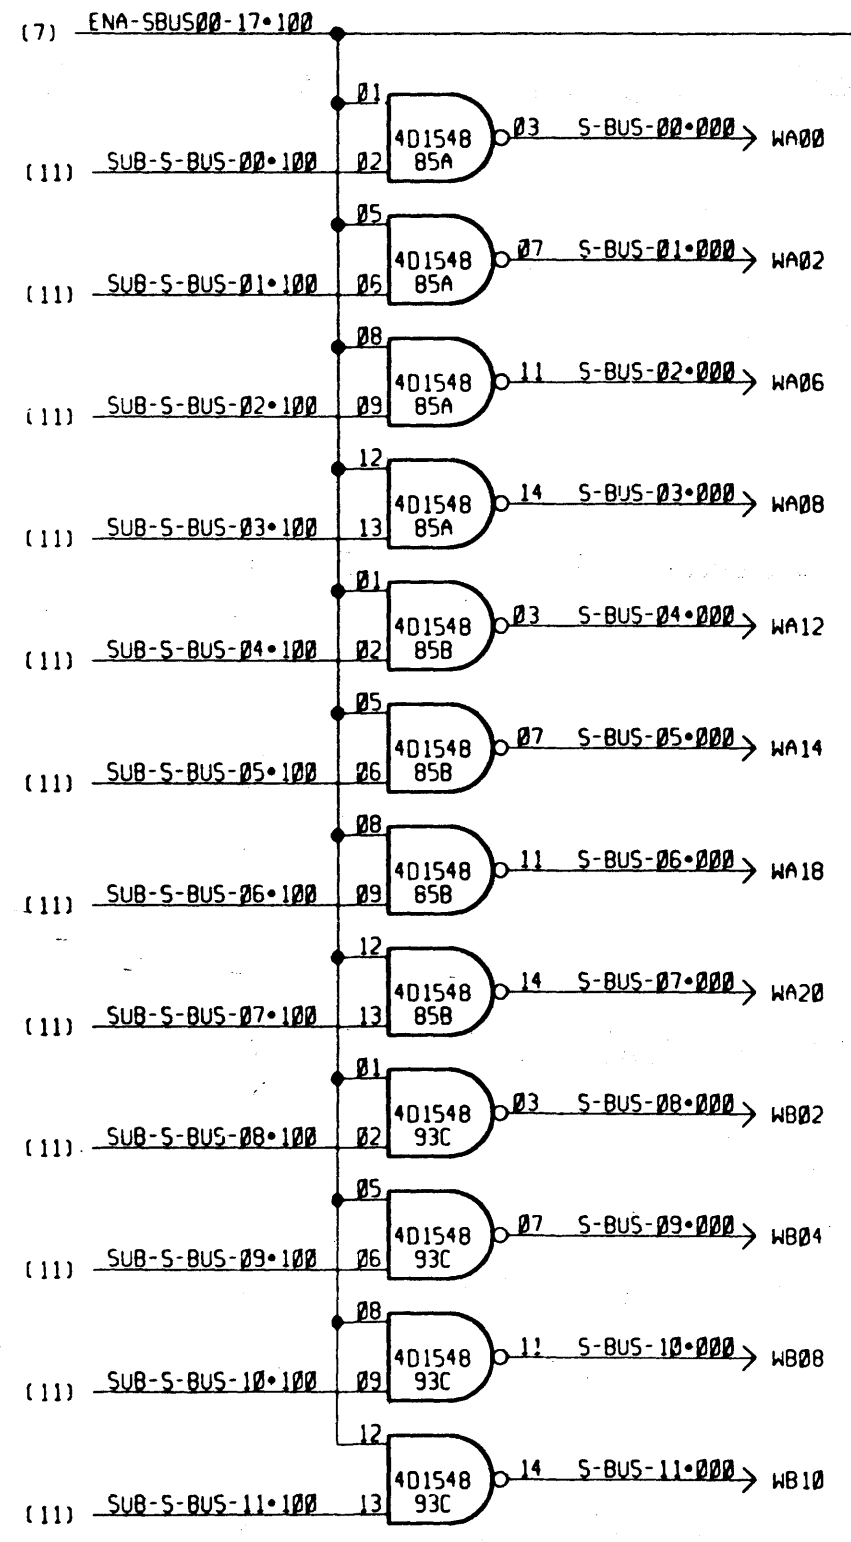 (7) ENA-SBUS00-17•100
01
4D1548 03 S-BUS-00•000 WA00
(11) SUB-S-BUS-00•100 02 85A
05
4D1548 07 S-BUS-01•000 WA02
(11) SUB-S-BUS-01•100 06 85A
08
4D1548 11 S-BUS-02•000 WA06
(11) SUB-S-BUS-02•100 09 85A
12
4D1548 14 S-BUS-03•000 WA08
(11) SUB-S-BUS-03•100 13 85A
01
4D1548 03 S-BUS-04•000 WA12
(11) SUB-S-BUS-04•100 02 85B
05
4D1548 07 S-BUS-05•000 WA14
(11) SUB-S-BUS-05•100 06 85B
08
4D1548 11 S-BUS-06•000 WA18
(11) SUB-S-BUS-06•100 09 85B
12
4D1548 14 S-BUS-07•000 WA20
(11) SUB-S-BUS-07•100 13 85B
01
4D1548 03 S-BUS-08•000 WB02
(11) SUB-S-BUS-08•100 02 93C
05
4D1548 07 S-BUS-09•000 WB04
(11) SUB-S-BUS-09•100 06 93C
08
4D1548 11 S-BUS-10•000 WB08
(11) SUB-S-BUS-10•100 09 93C
12
4D1548 14 S-BUS-11•000 WB10
(11) SUB-S-BUS-11•100 13 93C